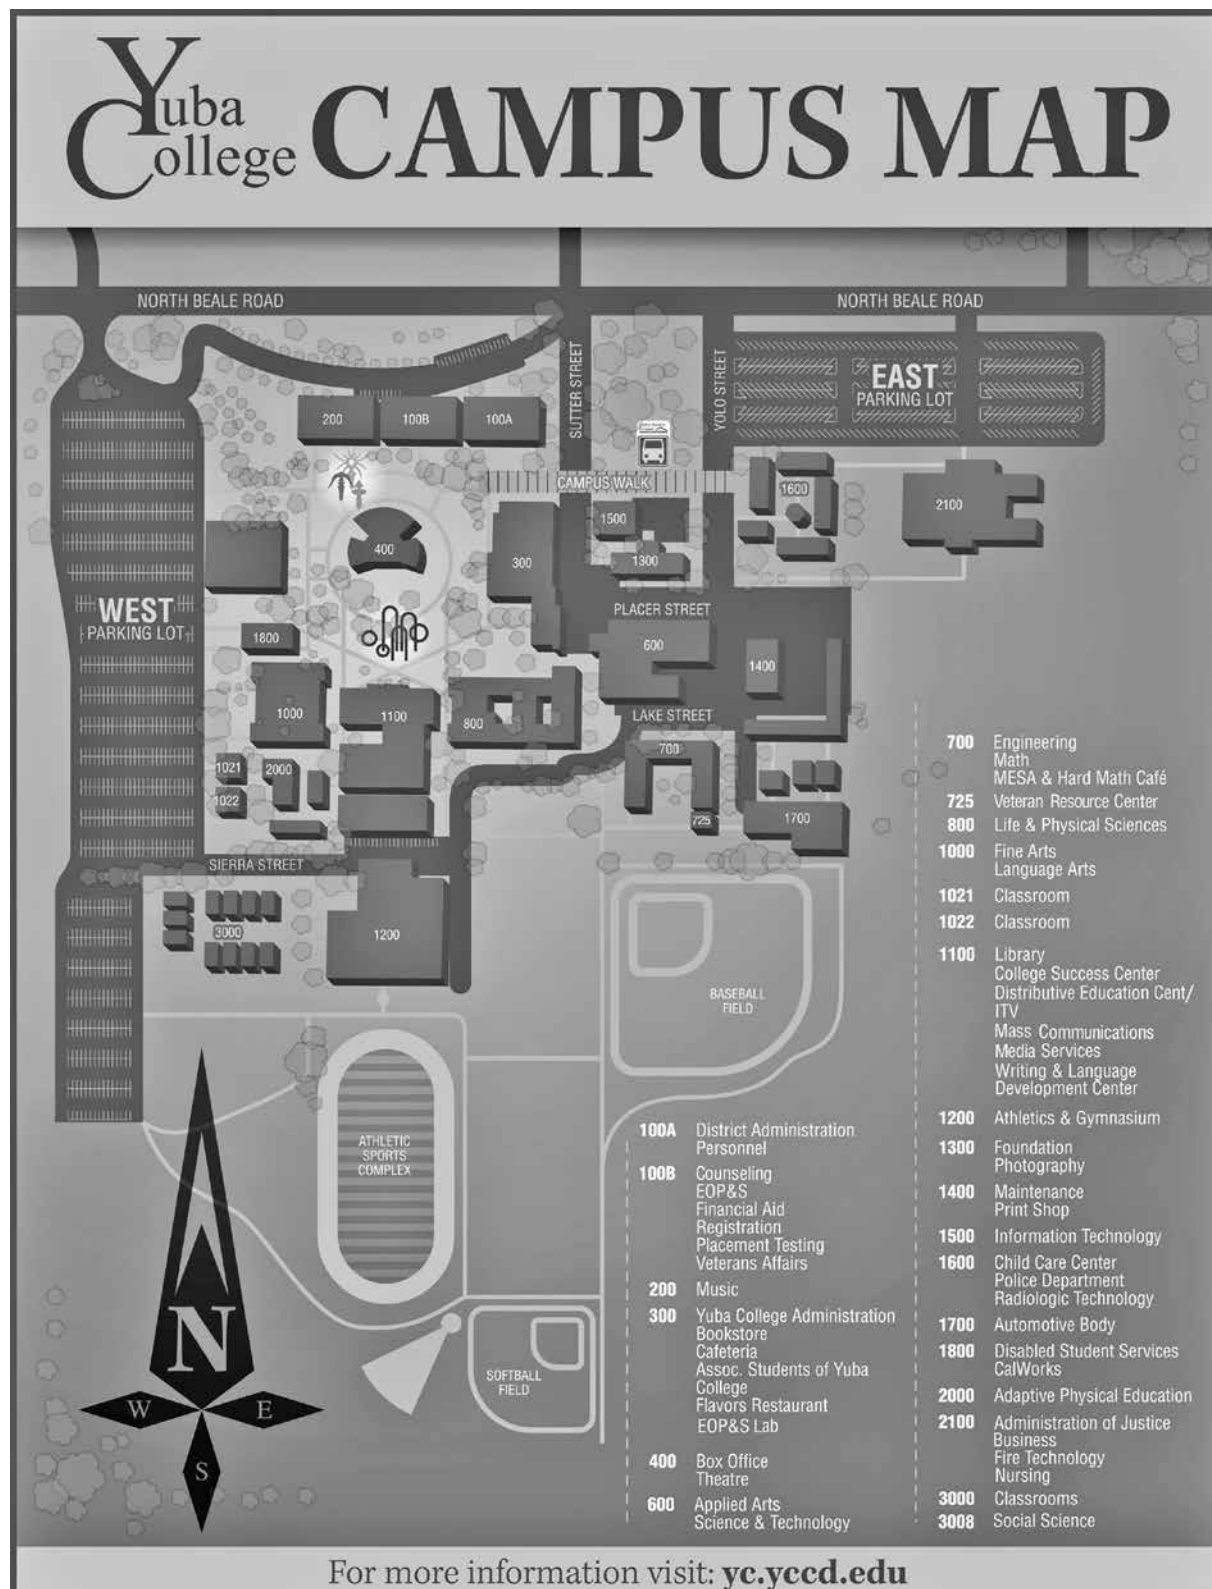 Yuba
College
CAMPUS MAP
NORTH BEALE ROAD
NORTH BEALE ROAD
SUTTER STREET
YOLO STREET
EAST
PARKING LOT
200
100B
100A
CAMPUS WALK
1600
2100
1500
400
300
1300
WEST
PARKING LOT
PLACER STREET
1800
600
1400
1000
1100
800
LAKE STREET
700
1021
2000
1022
725
1700
SIERRA STREET
3000
1200
BASEBALL
FIELD
ATHLETIC
SPORTS
COMPLEX
SOFTBALL
FIELD
N
W
E
S
100A District Administration
Personnel
100B Counseling
EOP&S
Financial Aid
Registration
Placement Testing
Veterans Affairs
200 Music
300 Yuba College Administration
Bookstore
Cafeteria
Assoc. Students of Yuba
College
Flavors Restaurant
EOP&S Lab
400 Box Office
Theatre
600 Applied Arts
Science & Technology
700 Engineering
Math
MESA & Hard Math Café
725 Veteran Resource Center
800 Life & Physical Sciences
1000 Fine Arts
Language Arts
1021 Classroom
1022 Classroom
1100 Library
College Success Center
Distributive Education Cent/
ITV
Mass Communications
Media Services
Writing & Language
Development Center
1200 Athletics & Gymnasium
1300 Foundation
Photography
1400 Maintenance
Print Shop
1500 Information Technology
1600 Child Care Center
Police Department
Radiologic Technology
1700 Automotive Body
1800 Disabled Student Services
CalWorks
2000 Adaptive Physical Education
2100 Administration of Justice
Business
Fire Technology
Nursing
3000 Classrooms
3008 Social Science
For more information visit: yc.yccd.edu